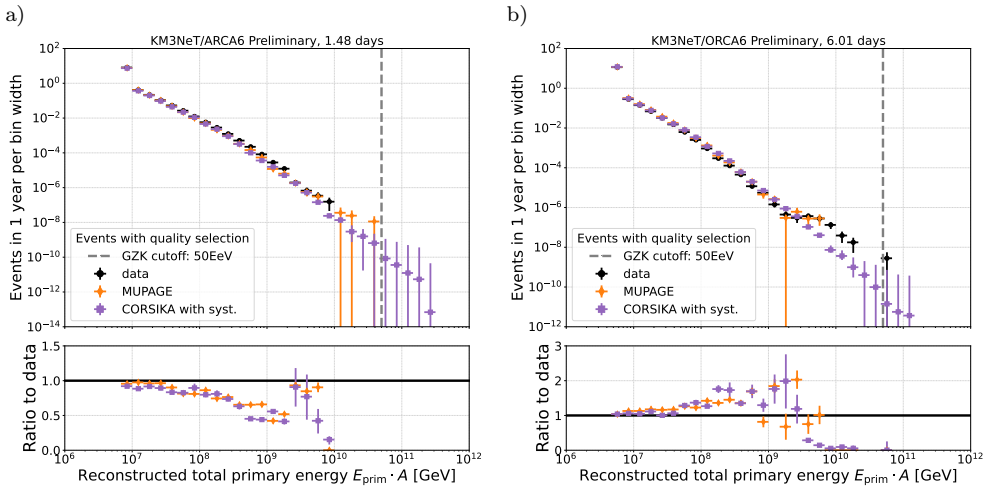 a)
KM3NeT/ARCA6 Preliminary, 1.48 days
Events in 1 year per bin width
10^2
10^0
10^-2
10^-4
10^-6
10^-8
10^-10
10^-12
10^-14
Events with quality selection
GZK cutoff: 50EeV
data
MUPAGE
CORSIKA with syst.
Ratio to data
1.5
1.0
0.5
0.0
10^6 10^7 10^8 10^9 10^10 10^11 10^12
Reconstructed total primary energy E_prim · A [GeV]
b)
KM3NeT/ORCA6 Preliminary, 6.01 days
Events in 1 year per bin width
10^2
10^0
10^-2
10^-4
10^-6
10^-8
10^-10
10^-12
Events with quality selection
GZK cutoff: 50EeV
data
MUPAGE
CORSIKA with syst.
Ratio to data
3
2
1
0
10^6 10^7 10^8 10^9 10^10 10^11 10^12
Reconstructed total primary energy E_prim · A [GeV]